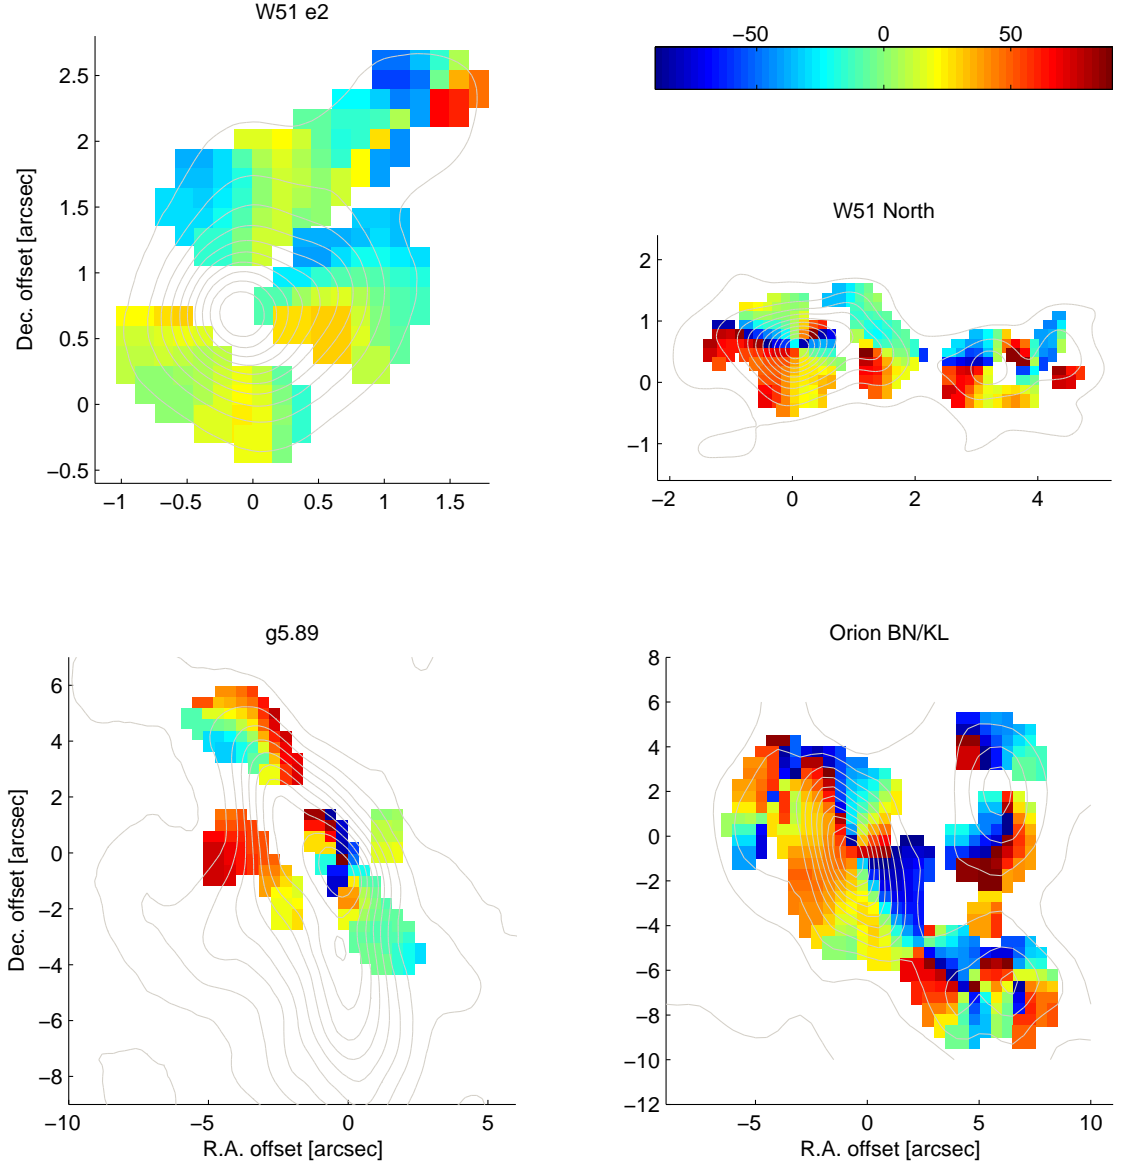 W51 e2
−50 0 50
2.5
2
1.5
1
0.5
0
−0.5
Dec. offset [arcsec]
−1 −0.5 0 0.5 1 1.5
W51 North
2
1
0
−1
−2 0 2 4
g5.89
6
4
2
0
−2
−4
−6
−8
Dec. offset [arcsec]
−10 −5 0 5
R.A. offset [arcsec]
Orion BN/KL
8
6
4
2
0
−2
−4
−6
−8
−10
−12
−5 0 5 10
R.A. offset [arcsec]